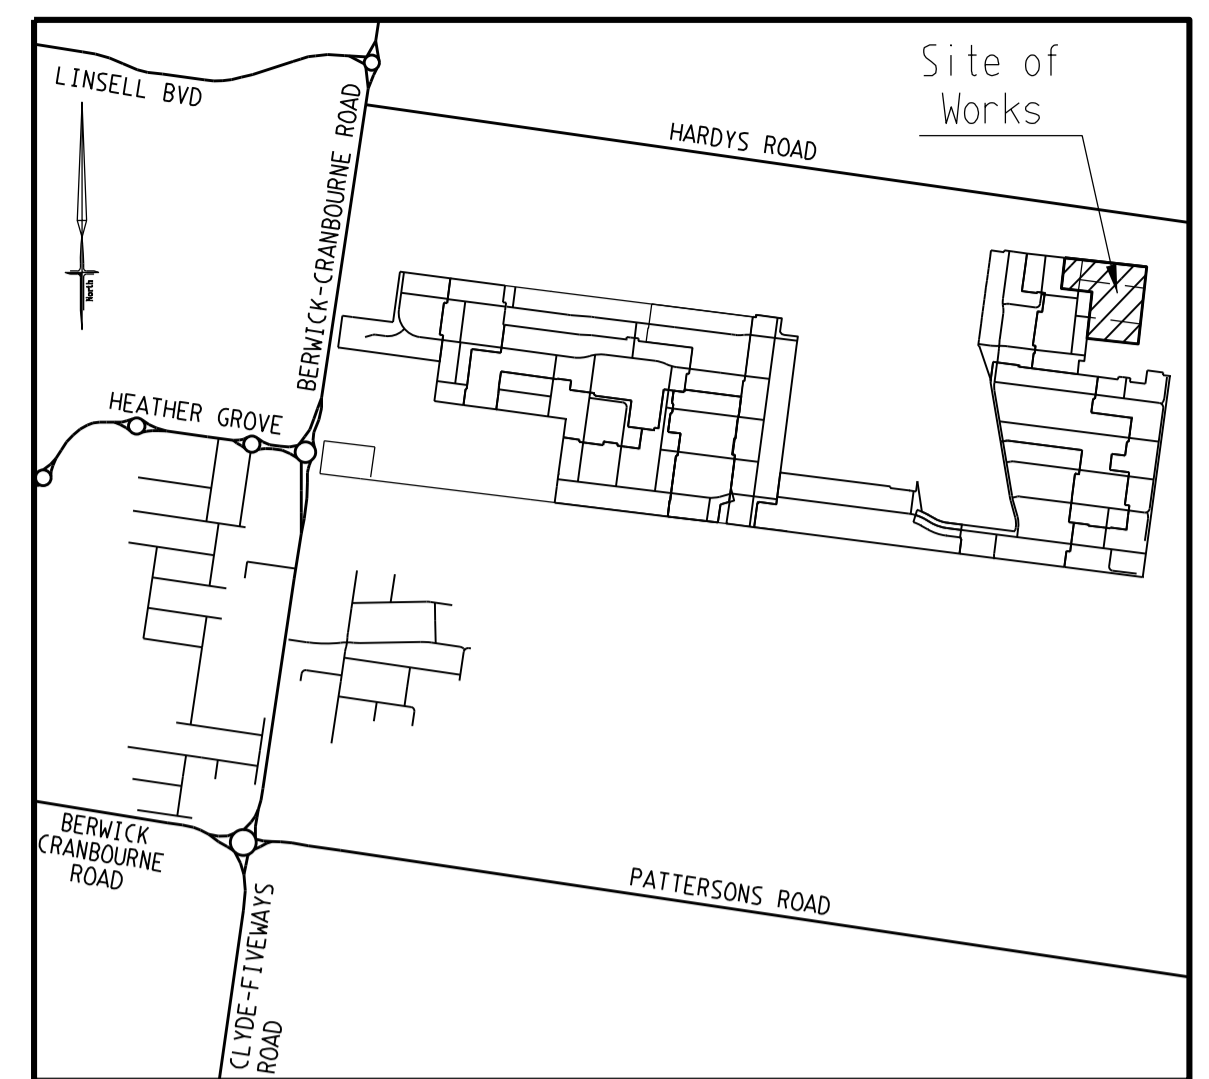 Site of
Works
LINSELL BVD
HARDYS ROAD
BERWICK-CRANBOURNE ROAD
North
HEATHER GROVE
BERWICK
CRANBOURNE
ROAD
PATTERSONS ROAD
CLYDE-FIVEWAYS
ROAD